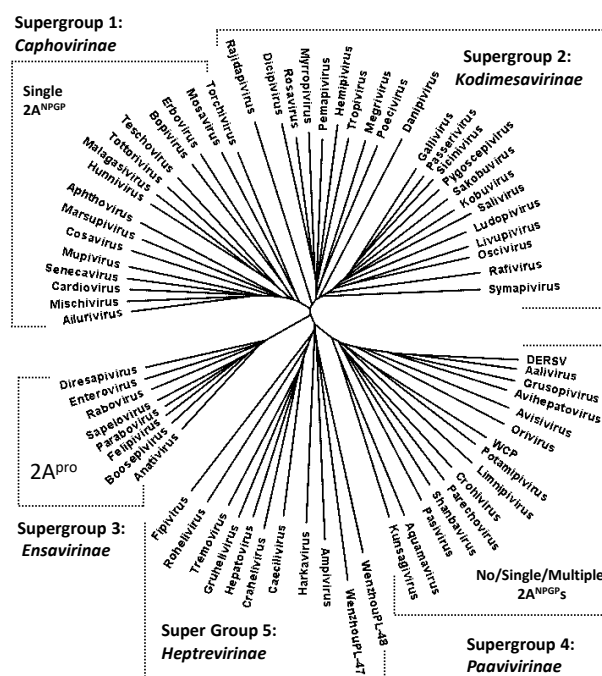 Supergroup 1:
Caphovirinae
Single
2A^NPGP
Ailurivirus
Mischivirus
Cardiovirus
Senecavirus
Mupivirus
Cosavirus
Marsupivirus
Aphthovirus
Hunnivirus
Malagasivirus
Tottorivirus
Teschovirus
Bopivirus
Erbovirus
Mosavirus
Torchivirus
Rajidapivirus
Supergroup 2:
Kodimesavirinae
Dicipivirus
Rosavirus
Myrropivirus
Pemapivirus
Hemipivirus
Tropivirus
Megrivirus
Poecivirus
Danipivirus
Gallivirus
Passerivirus
Sicinivirus
Pygoscepivirus
Sakobuvirus
Kobuvirus
Salivirus
Ludopivirus
Livupivirus
Oscivirus
Rafivirus
Symapivirus
DERSV
Aalivirus
Grusopivirus
Avihepatovirus
Avisivirus
Orivirus
WCP
Potamipivirus
Limnipivirus
Crohivirus
Parechovirus
Shanbavirus
Pasivirus
Aquamavirus
Kunsagivirus
No/Single/Multiple
2A^NPGPs
Supergroup 4:
Paavivirinae
WenzhouPL-48
WenzhouPL-47
Ampivirus
Harkavirus
Caecilivirus
Crahelivirus
Hepatovirus
Gruhelivirus
Tremovirus
Rohelivirus
Fipivirus
Super Group 5:
Heptrevirinae
Anativirus
Boosepivirus
Felipivirus
Parabovirus
Sapelovirus
Rabovirus
Enterovirus
Diresapivirus
2A^pro
Supergroup 3:
Ensavirinae